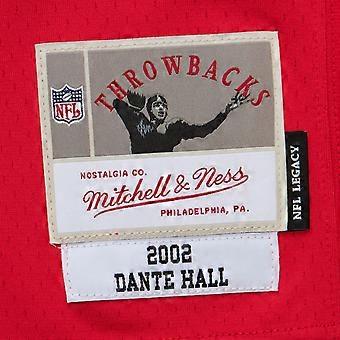 THROWBACKS
NFL
NOSTALGIA CO.
Mitchell & Ness
PHILADELPHIA, PA.
NFL LEGACY
2002
DANTE HALL